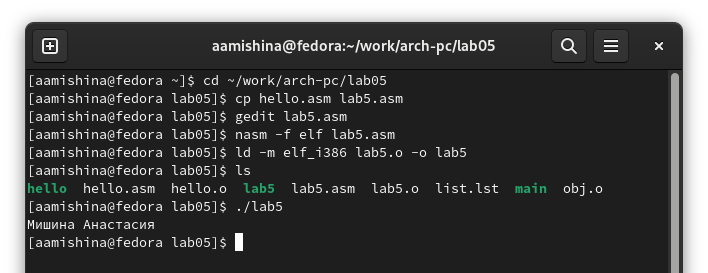 aamishina@fedora:~/work/arch-pc/lab05
[aamishina@fedora ~]$ cd ~/work/arch-pc/lab05
[aamishina@fedora lab05]$ cp hello.asm lab5.asm
[aamishina@fedora lab05]$ gedit lab5.asm
[aamishina@fedora lab05]$ nasm -f elf lab5.asm
[aamishina@fedora lab05]$ ld -m elf_i386 lab5.o -o lab5
[aamishina@fedora lab05]$ ls
hello hello.asm hello.o lab5 lab5.asm lab5.o list.lst main obj.o
[aamishina@fedora lab05]$ ./lab5
Мишина Анастасия
[aamishina@fedora lab05]$